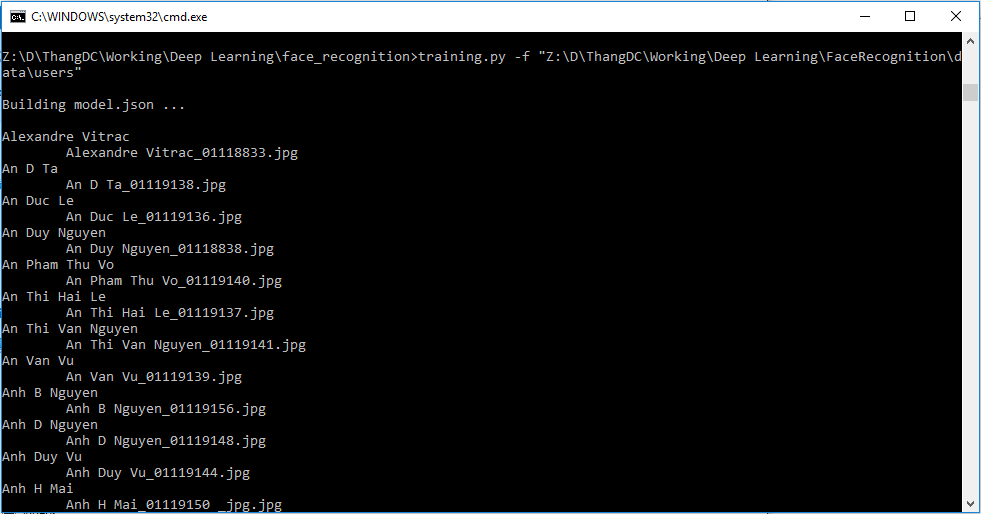 C:\WINDOWS\system32\cmd.exe
Z:\D\ThangDC\Working\Deep Learning\face_recognition>training.py -f "Z:\D\ThangDC\Working\Deep Learning\FaceRecognition\d
ata\users"
Building model.json ...
Alexandre Vitrac
Alexandre Vitrac_01118833.jpg
An D Ta
An D Ta_01119138.jpg
An Duc Le
An Duc Le_01119136.jpg
An Duy Nguyen
An Duy Nguyen_01118838.jpg
An Pham Thu Vo
An Pham Thu Vo_01119140.jpg
An Thi Hai Le
An Thi Hai Le_01119137.jpg
An Thi Van Nguyen
An Thi Van Nguyen_01119141.jpg
An Van Vu
An Van Vu_01119139.jpg
Anh B Nguyen
Anh B Nguyen_01119156.jpg
Anh D Nguyen
Anh D Nguyen_01119148.jpg
Anh Duy Vu
Anh Duy Vu_01119144.jpg
Anh H Mai
Anh H Mai_01119150 _jpg.jpg